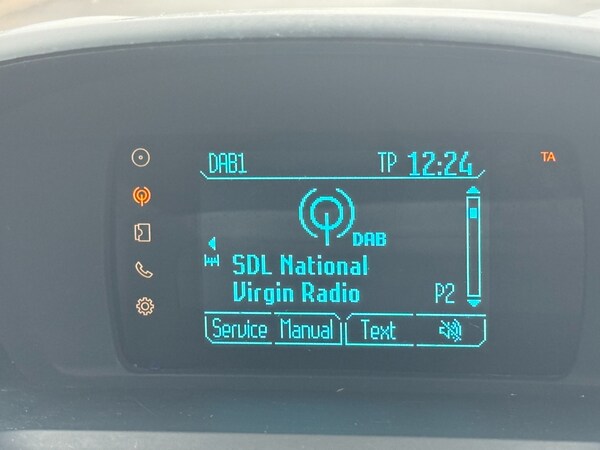 DAB1 TP 12:24 TA
DAB
SDL National
Virgin Radio P2
Service Manual Text